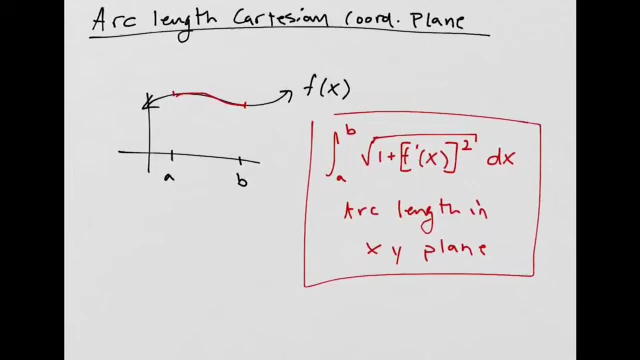 Arc length Cartesian Coord. Plane
f(x)
a b
∫ₐᵇ √1+[f'(x)]² dx
Arc length in
x y plane